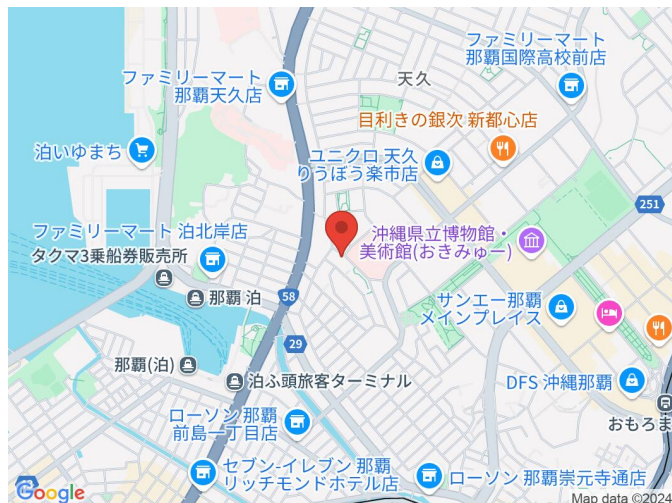 ファミリーマート
那覇国際高校前店
天久
ファミリーマート
那覇天久店
目利きの銀次 新都心店
泊いゆまち
ユニクロ 天久
りうぼう楽市店
251
ファミリーマート 泊北岸店
タクマ3乗船券販売所
沖縄県立博物館・
美術館(おきみゅー)
那覇 泊
58
サンエー那覇
メインプレイス
29
那覇(泊)
泊ふ頭旅客ターミナル
DFS 沖縄那覇
おもろま
ローソン 那覇
前島一丁目店
セブン-イレブン 那覇
リッチモンドホテル店
ローソン 那覇崇元寺通店
Google
Map data ©2024